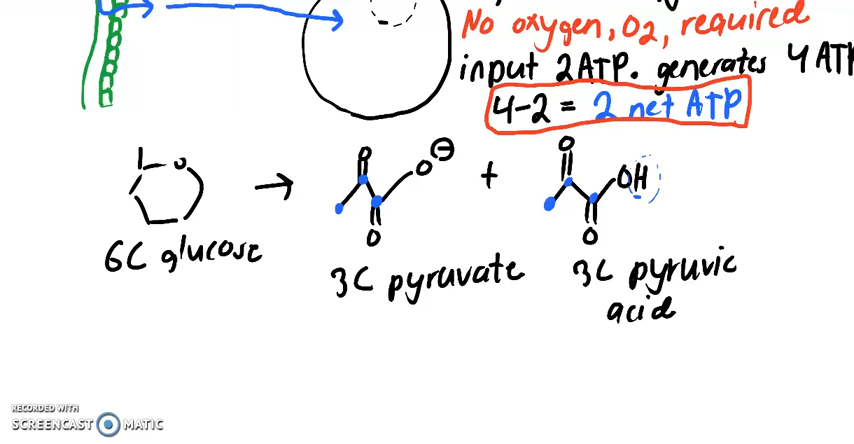 No oxygen, O2, required
input 2ATP. generates 4 ATP
4-2 = 2 net ATP
O
O
O
⊖
O
+
O
OH
O
6C glucose
3C pyruvate
3C pyruvic
acid
RECORDED WITH
SCREENCAST MATIC